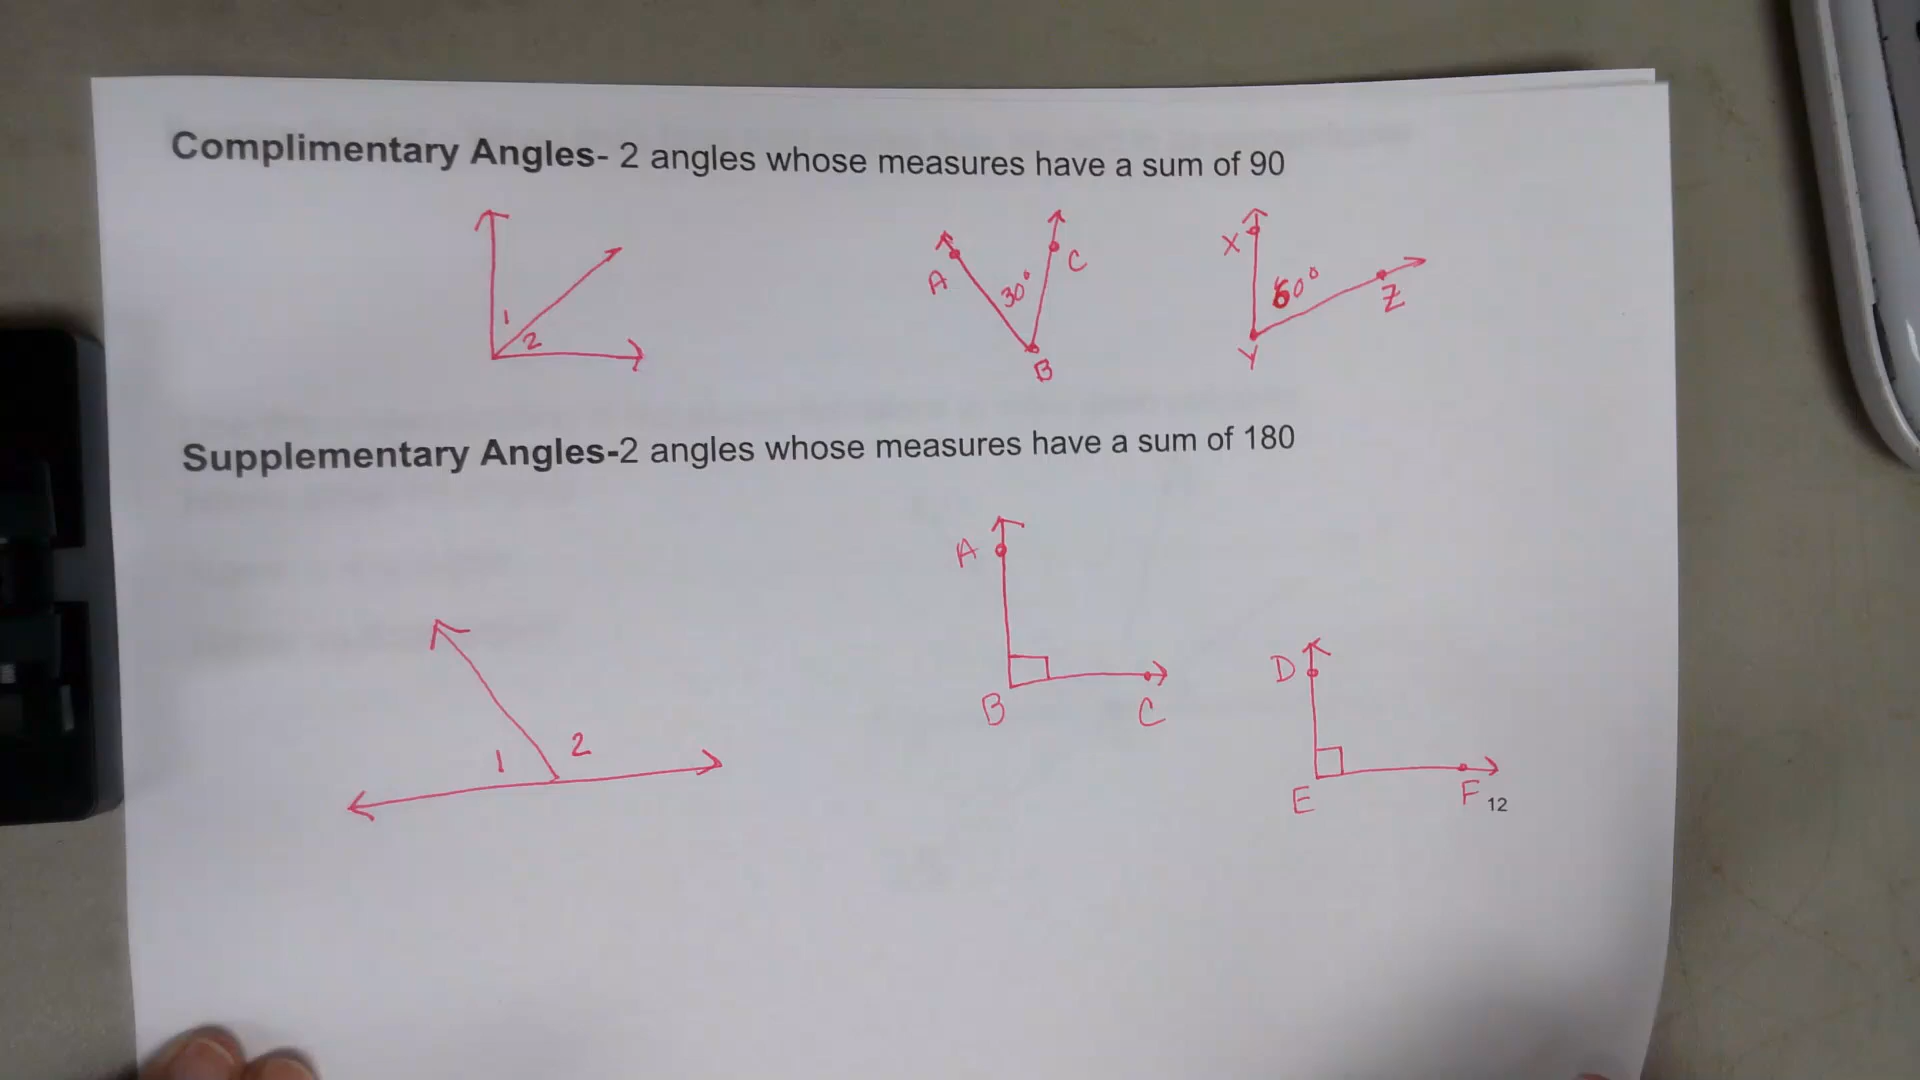 Complimentary Angles- 2 angles whose measures have a sum of 90
1
2
A
30°
C
B
X
60°
Z
Y
Supplementary Angles-2 angles whose measures have a sum of 180
1
2
A
B
C
D
E
F
12